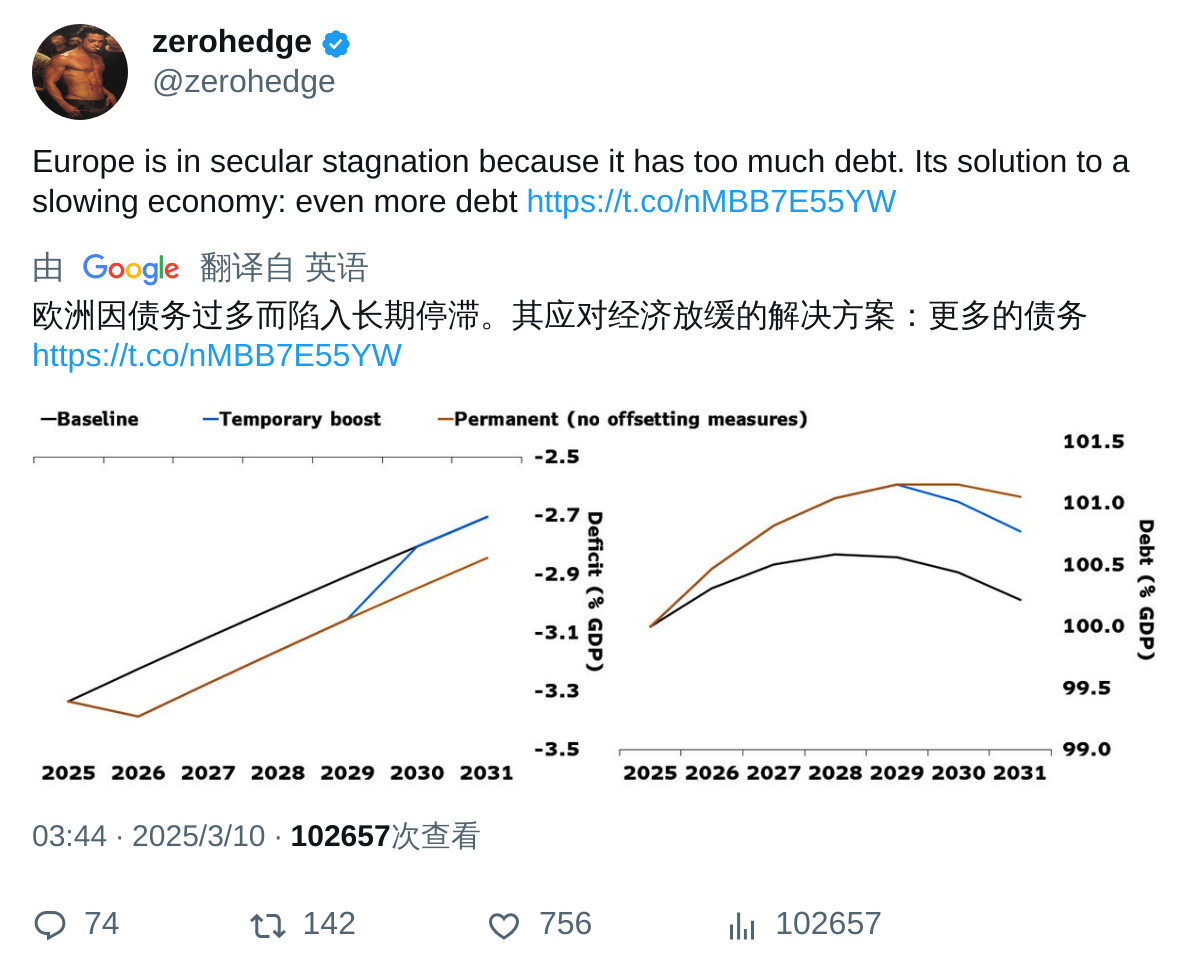 zerohedge
@zerohedge
Europe is in secular stagnation because it has too much debt. Its solution to a
slowing economy: even more debt https://t.co/nMBB7E55YW
由 Google 翻译自 英语
欧洲因债务过多而陷入长期停滞。其应对经济放缓的解决方案：更多的债务
https://t.co/nMBB7E55YW
Baseline Temporary boost Permanent (no offsetting measures)
-2.5
-2.7
-2.9
-3.1
-3.3
-3.5
Deficit (% GDP)
2025 2026 2027 2028 2029 2030 2031
101.5
101.0
100.5
100.0
99.5
99.0
Debt (% GDP)
2025 2026 2027 2028 2029 2030 2031
03:44 · 2025/3/10 · 102657次查看
74 142 756 102657